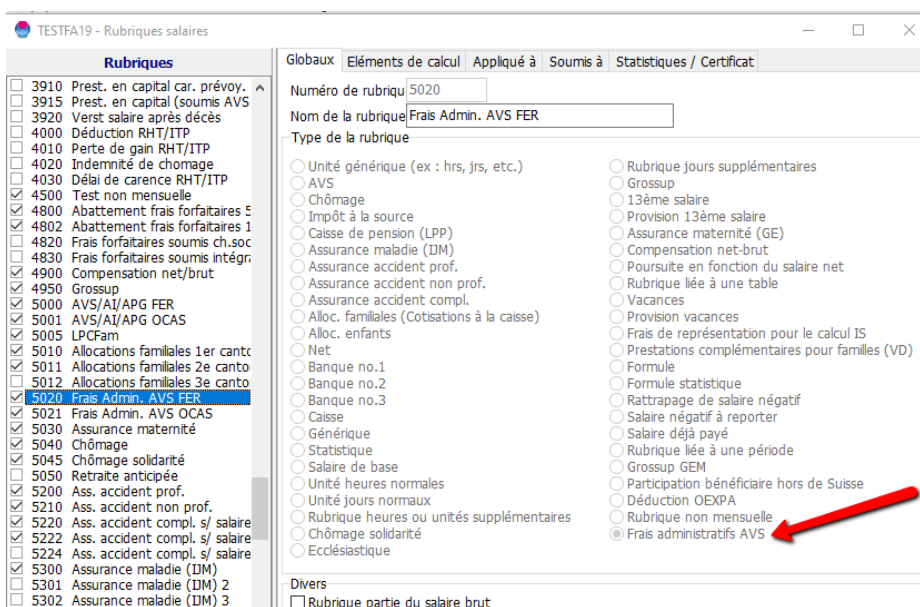 TESTFA19 - Rubriques salaires
Rubriques
3910 Prest. en capital car. prévoy.
3915 Prest. en capital (soumis AVS
3920 Verst salaire après décès
4000 Déduction RHT/ITP
4010 Perte de gain RHT/ITP
4020 Indemnité de chomage
4030 Délai de carence RHT/ITP
4500 Test non mensuelle
4800 Abattement frais forfaitaires 5
4802 Abattement frais forfaitaires 1
4820 Frais forfaitaires soumis ch.soc
4830 Frais forfaitaires soumis intégra
4900 Compensation net/brut
4950 Grossup
5000 AVS/AI/APG FER
5001 AVS/AI/APG OCAS
5005 LPCFam
5010 Allocations familiales 1er canto
5011 Allocations familiales 2e canto
5012 Allocations familiales 3e canto
5020 Frais Admin. AVS FER
5021 Frais Admin. AVS OCAS
5030 Assurance maternité
5040 Chômage
5045 Chômage solidarité
5050 Retraite anticipée
5200 Ass. accident prof.
5210 Ass. accident non prof.
5220 Ass. accident compl. s/ salaire
5222 Ass. accident compl. s/ salaire
5224 Ass. accident compl. s/ salaire
5300 Assurance maladie (IJM)
5301 Assurance maladie (IJM) 2
5302 Assurance maladie (IJM) 3
Globaux Eléments de calcul Appliqué à Soumis à Statistiques / Certificat
Numéro de rubriqu 5020
Nom de la rubrique Frais Admin. AVS FER
Type de la rubrique
Unité générique (ex : hrs, jrs, etc.)
AVS
Chômage
Impôt à la source
Caisse de pension (LPP)
Assurance maladie (IJM)
Assurance accident prof.
Assurance accident non prof.
Assurance accident compl.
Alloc. familiales (Cotisations à la caisse)
Alloc. enfants
Net
Banque no.1
Banque no.2
Banque no.3
Caisse
Générique
Statistique
Salaire de base
Unité heures normales
Unité jours normaux
Rubrique heures ou unités supplémentaires
Chômage solidarité
Ecclésiastique
Rubrique jours supplémentaires
Grossup
13ème salaire
Provision 13ème salaire
Assurance maternité (GE)
Compensation net-brut
Poursuite en fonction du salaire net
Rubrique liée à une table
Vacances
Provision vacances
Frais de représentation pour le calcul IS
Prestations complémentaires pour familles (VD)
Formule
Formule statistique
Rattrapage de salaire négatif
Salaire négatif à reporter
Salaire déjà payé
Rubrique liée à une période
Grossup GEM
Participation bénéficiaire hors de Suisse
Déduction OEXPA
Rubrique non mensuelle
Frais administratifs AVS
Divers
Rubrique partie du salaire brut